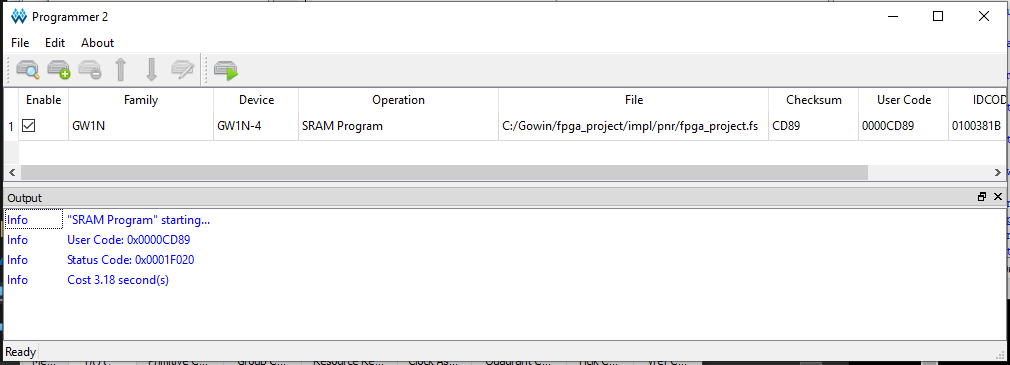 Programmer 2
File Edit About
Enable Family Device Operation File Checksum User Code IDCOD
1 GW1N GW1N-4 SRAM Program C:/Gowin/fpga_project/impl/pnr/fpga_project.fs CD89 0000CD89 0100381B
Output
Info "SRAM Program" starting...
Info User Code: 0x0000CD89
Info Status Code: 0x0001F020
Info Cost 3.18 second(s)
Ready